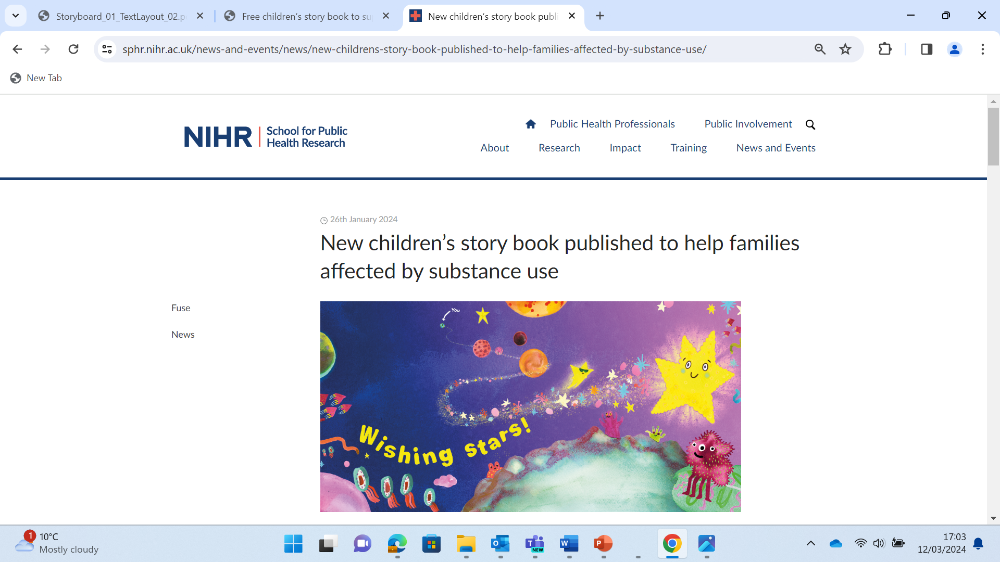 Storyboard_01_TextLayout_02.p
Free children's story book to su
New children's story book publi
sphr.nihr.ac.uk/news-and-events/news/new-childrens-story-book-published-to-help-families-affected-by-substance-use/
New Tab
NIHR | School for Public
Health Research
Public Health Professionals
Public Involvement
About
Research
Impact
Training
News and Events
26th January 2024
New children’s story book published to help families
affected by substance use
Fuse
News
You
Wishing stars!
1
10°C
Mostly cloudy
NEW
17:03
12/03/2024